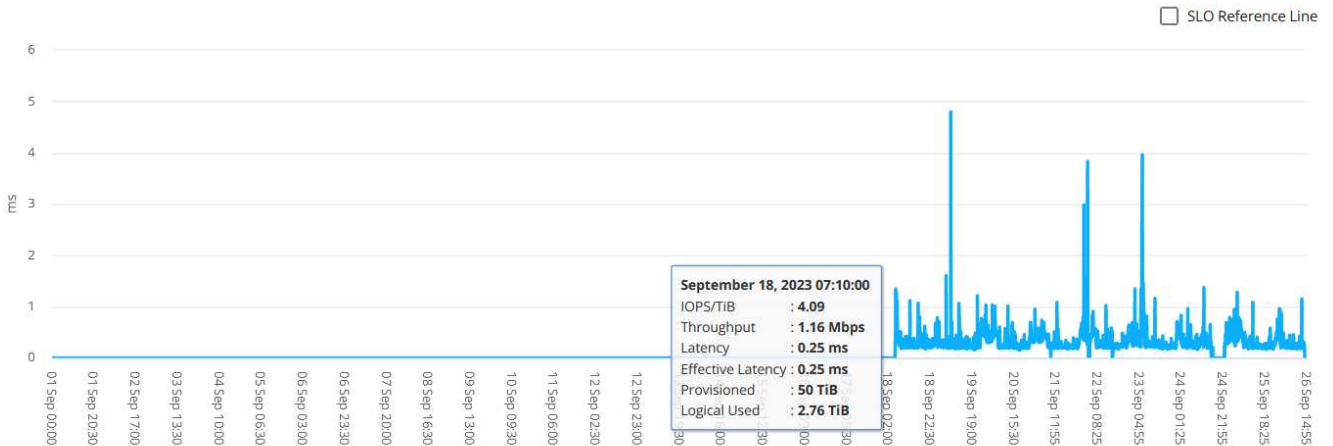 SLO Reference Line
6
5
4
3
2
1
0
ms
September 18, 2023 07:10:00
IOPS/TiB : 4.09
Throughput : 1.16 Mbps
Latency : 0.25 ms
Effective Latency : 0.25 ms
Provisioned : 50 TiB
Logical Used : 2.76 TiB
01 Sep 00:00
01 Sep 20:30
02 Sep 17:00
03 Sep 13:30
04 Sep 10:00
05 Sep 06:30
06 Sep 03:00
06 Sep 23:30
07 Sep 20:00
08 Sep 16:30
09 Sep 13:00
10 Sep 09:30
11 Sep 06:00
12 Sep 02:30
12 Sep 23:00
18 Sep 02:00
18 Sep 22:30
19 Sep 19:00
20 Sep 15:30
21 Sep 11:55
22 Sep 08:25
23 Sep 04:55
24 Sep 01:25
24 Sep 21:55
25 Sep 18:25
26 Sep 14:55